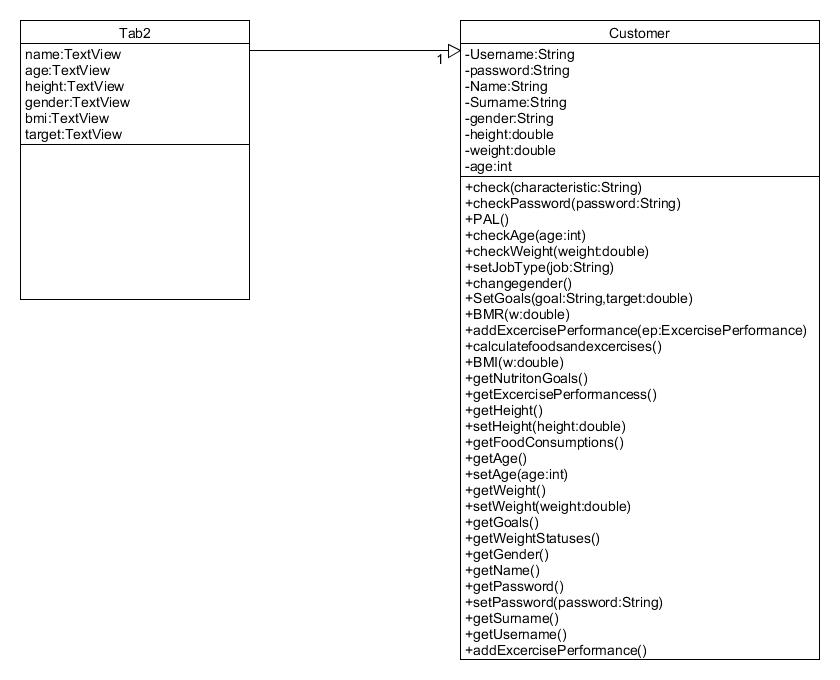 Tab2
name:TextView
age:TextView
height:TextView
gender:TextView
bmi:TextView
target:TextView
1
Customer
-Username:String
-password:String
-Name:String
-Surname:String
-gender:String
-height:double
-weight:double
-age:int
+check(characteristic:String)
+checkPassword(password:String)
+PAL()
+checkAge(age:int)
+checkWeight(weight:double)
+setJobType(job:String)
+changegender()
+SetGoals(goal:String,target:double)
+BMR(w:double)
+addExcercisePerformance(ep:ExcercisePerformance)
+calculatefoodsandexcercises()
+BMI(w:double)
+getNutritonGoals()
+getExcercisePerformancess()
+getHeight()
+setHeight(height:double)
+getFoodConsumptions()
+getAge()
+setAge(age:int)
+getWeight()
+setWeight(weight:double)
+getGoals()
+getWeightStatuses()
+getGender()
+getName()
+getPassword()
+setPassword(password:String)
+getSurname()
+getUsername()
+addExcercisePerformance()